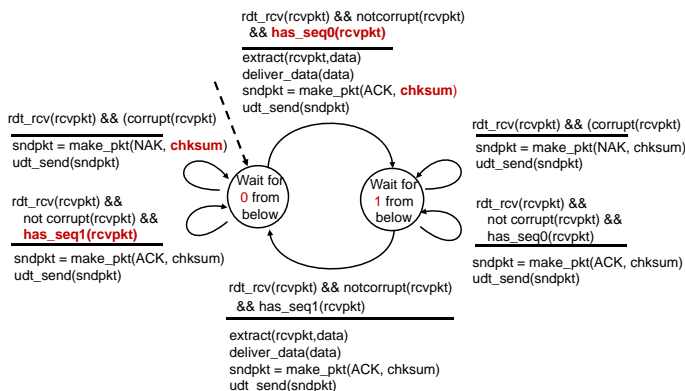 rdt_rcv(rcvpkt) && notcorrupt(rcvpkt)
&& has_seq0(rcvpkt)
extract(rcvpkt,data)
deliver_data(data)
sndpkt = make_pkt(ACK, chksum)
udt_send(sndpkt)
rdt_rcv(rcvpkt) && (corrupt(rcvpkt)
sndpkt = make_pkt(NAK, chksum)
udt_send(sndpkt)
rdt_rcv(rcvpkt) &&
not corrupt(rcvpkt) &&
has_seq1(rcvpkt)
sndpkt = make_pkt(ACK, chksum)
udt_send(sndpkt)
Wait for
0 from
below
Wait for
1 from
below
rdt_rcv(rcvpkt) && (corrupt(rcvpkt)
sndpkt = make_pkt(NAK, chksum)
udt_send(sndpkt)
rdt_rcv(rcvpkt) &&
not corrupt(rcvpkt) &&
has_seq0(rcvpkt)
sndpkt = make_pkt(ACK, chksum)
udt_send(sndpkt)
rdt_rcv(rcvpkt) && notcorrupt(rcvpkt)
&& has_seq1(rcvpkt)
extract(rcvpkt,data)
deliver_data(data)
sndpkt = make_pkt(ACK, chksum)
udt_send(sndpkt)